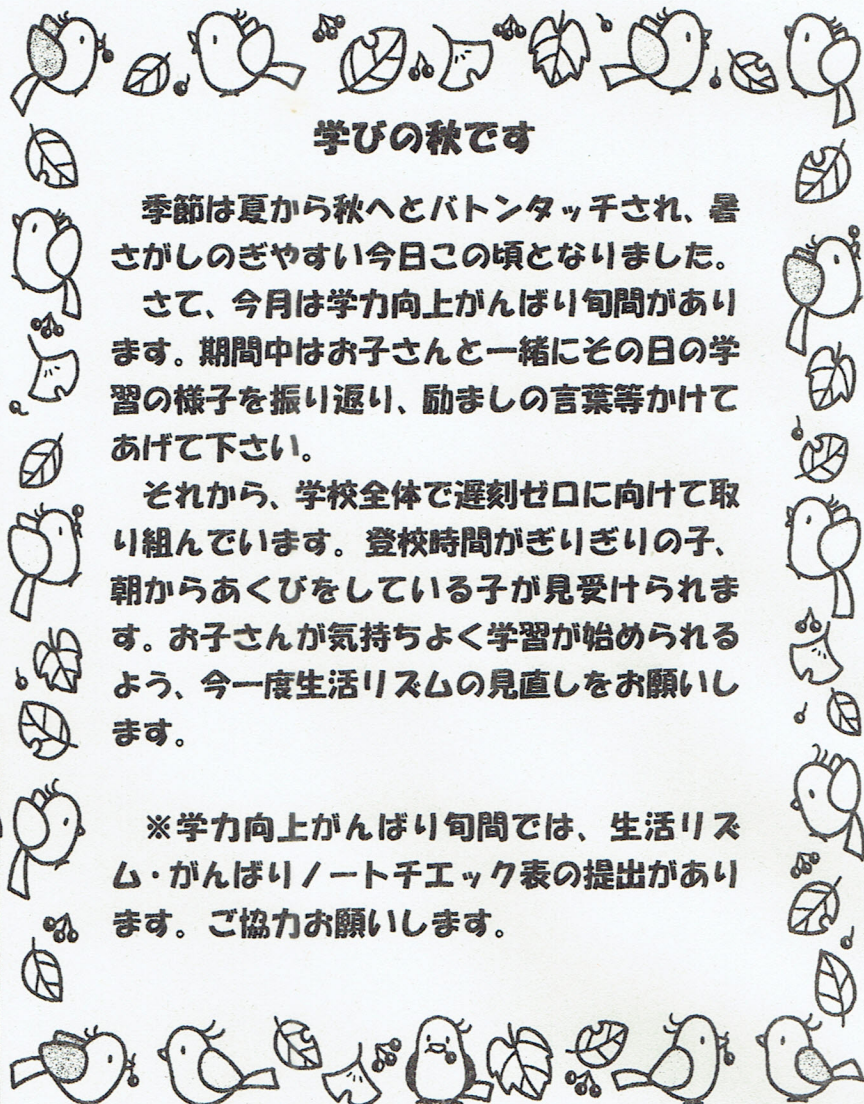 学びの秋です
季節は夏から秋へとバトンタッチされ、暑
さがしのぎやすい今日この頃となりました。
さて、今月は学力向上がんばり旬間があり
ます。期間中はお子さんと一緒にその日の学
習の様子を振り返り、励ましの言葉等かけて
あげて下さい。
それから、学校全体で遅刻ゼロに向けて取
り組んでいます。登校時間がぎりぎりの子、
朝からあくびをしている子が見受けられま
す。お子さんが気持ちよく学習が始められる
よう、今一度生活リズムの見直しをお願いし
ます。
※学力向上がんばり旬間では、生活リズ
ム・がんばりノートチエック表の提出があり
ます。ご協力お願いします。